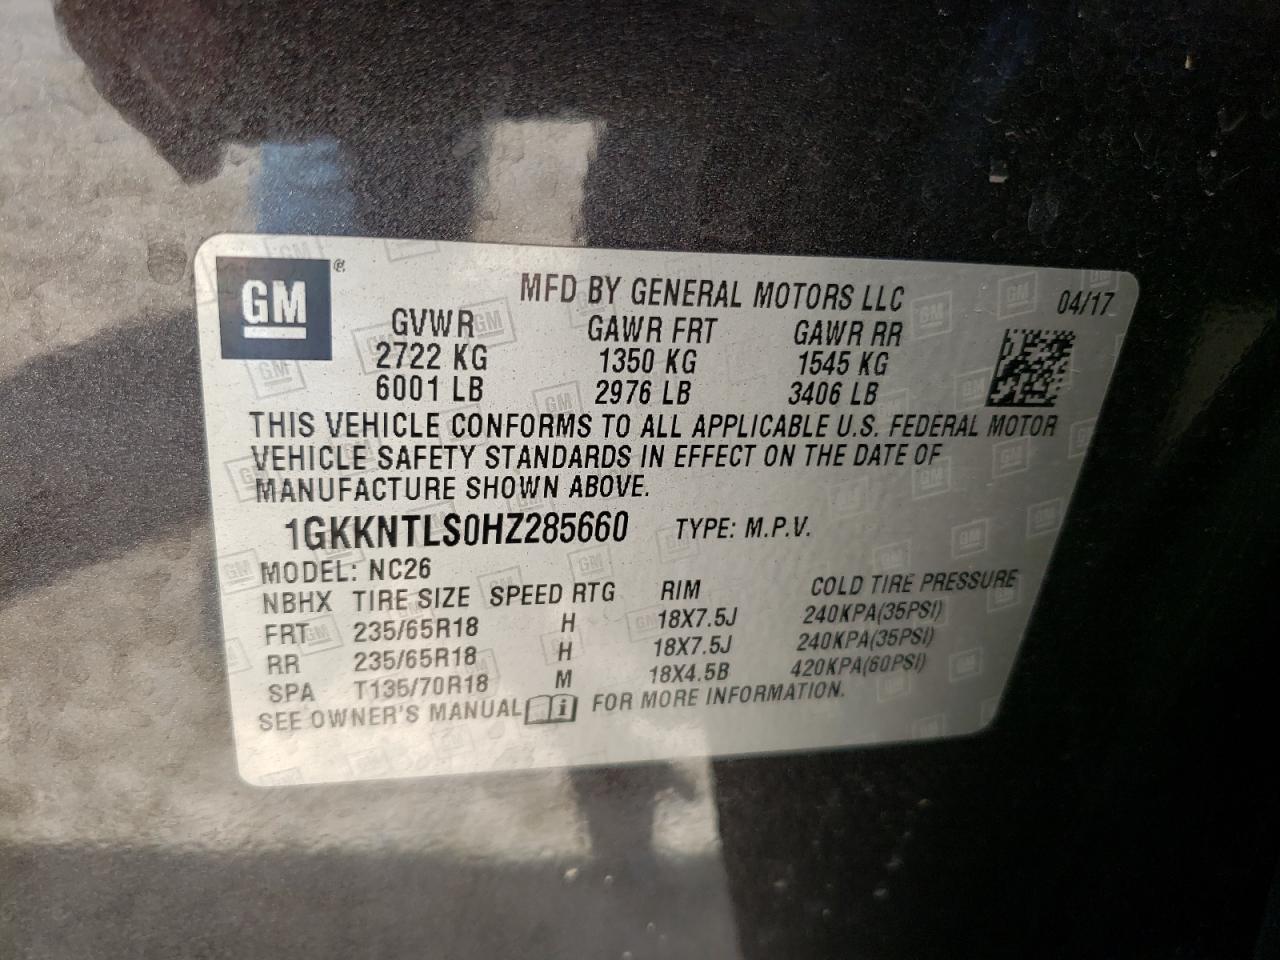 GM ®
MFD BY GENERAL MOTORS LLC 04/17
GVWR GAWR FRT GAWR RR
2722 KG 1350 KG 1545 KG
6001 LB 2976 LB 3406 LB
THIS VEHICLE CONFORMS TO ALL APPLICABLE U.S. FEDERAL MOTOR
VEHICLE SAFETY STANDARDS IN EFFECT ON THE DATE OF
MANUFACTURE SHOWN ABOVE.
1GKKNTLS0HZ285660 TYPE: M.P.V.
MODEL: NC26
NBHX TIRE SIZE SPEED RTG RIM COLD TIRE PRESSURE
FRT 235/65R18 H 18X7.5J 240KPA(35PSI)
RR 235/65R18 H 18X7.5J 240KPA(35PSI)
SPA T135/70R18 M 18X4.5B 420KPA(60PSI)
SEE OWNER'S MANUAL i FOR MORE INFORMATION.